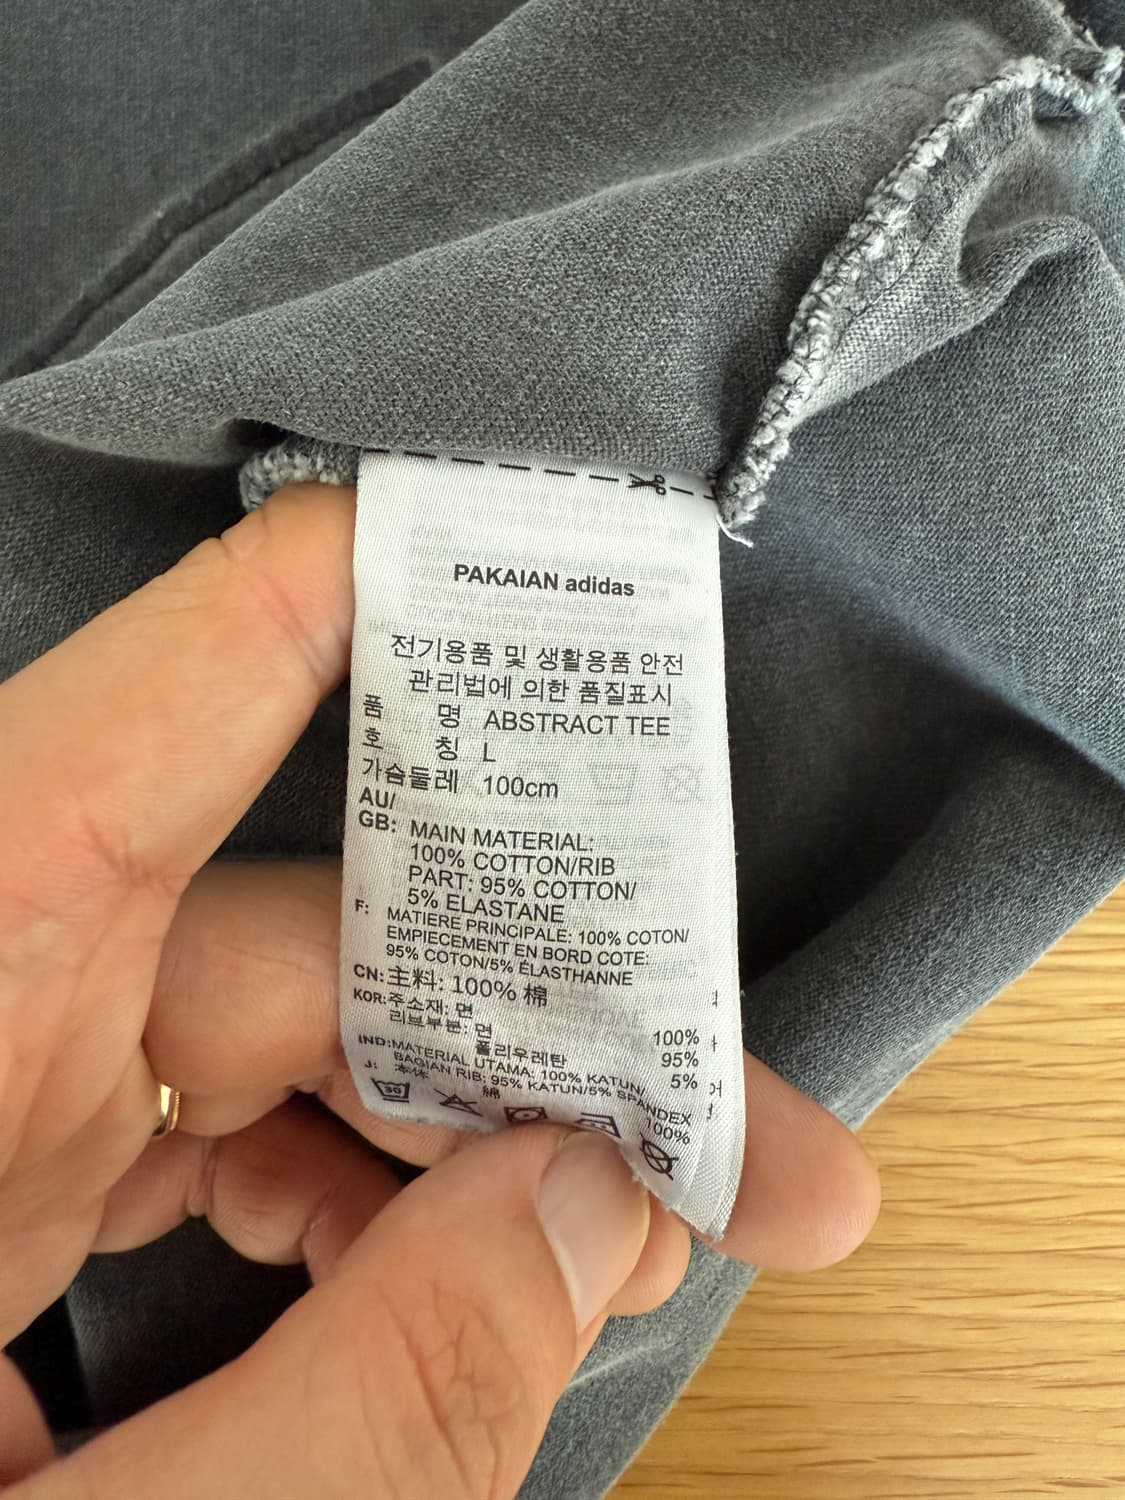 PAKAIAN adidas
전기용품 및 생활용품 안전
관리법에 의한 품질표시
품 명 ABSTRACT TEE
호 칭 L
가슴둘레 100cm
AU/
GB: MAIN MATERIAL:
100% COTTON/RIB
PART: 95% COTTON/
5% ELASTANE
F: MATIERE PRINCIPALE: 100% COTON/
EMPIECEMENT EN BORD COTE:
95% COTON/5% ÉLASTHANNE
CN: 主料: 100% 棉
KOR: 주소재: 면 100%
리브부분: 면 95%
폴리우레탄 5%
IND: MATERIAL UTAMA: 100% KATUN/
BAGIAN RIB: 95% KATUN/5% SPANDEX
J: 本体 綿 100%
30